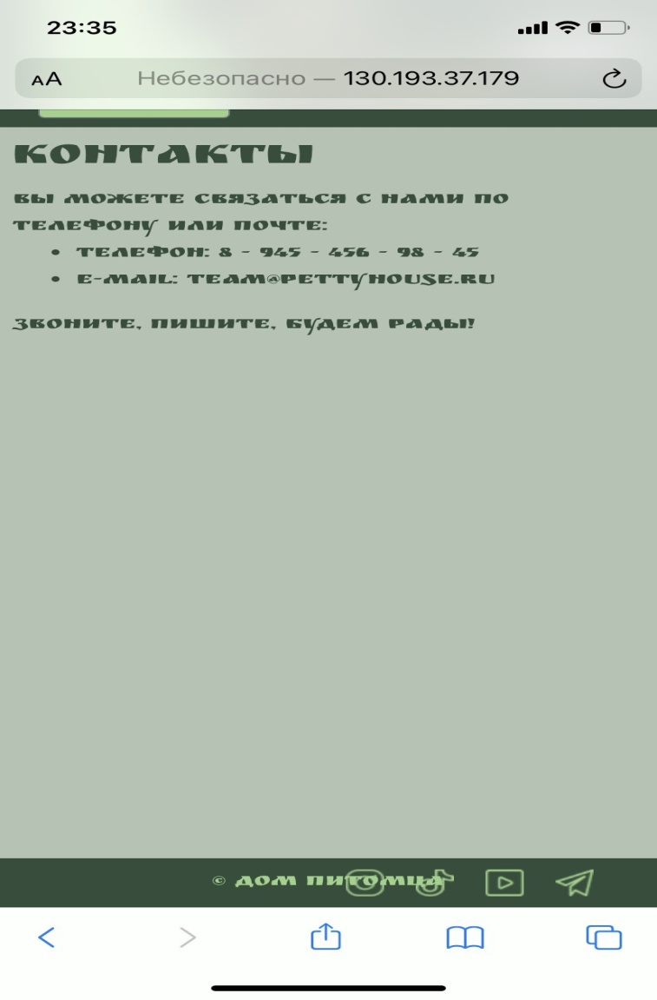 23:35
AA Небезопасно — 130.193.37.179
КОНТАКТЫ
ВЫ МОЖЕТЕ СВЯЗАТЬСЯ С НАМИ ПО
ТЕЛЕФОНУ ИЛИ ПОЧТЕ:
• ТЕЛЕФОН: 8 - 945 - 456 - 98 - 45
• E-MAIL: TEAM@PETTYHOUSE.RU
ЗВОНИТЕ, ПИШИТЕ, БУДЕМ РАДЫ!
© ДОМ ПИТОМЦА